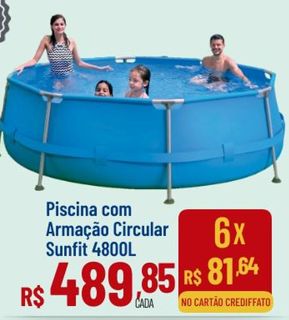 Piscina com
Armação Circular
Sunfit 4800L
R$ 489,85
CADA
6X
R$ 81,64
NO CARTÃO CREDIFFATO